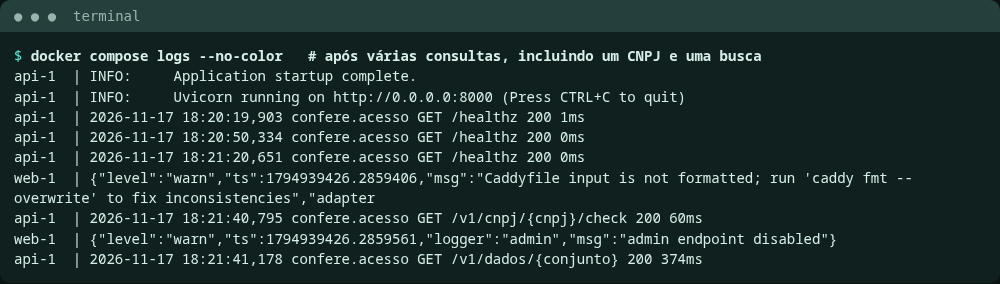 terminal
$ docker compose logs --no-color   # após várias consultas, incluindo um CNPJ e uma busca
api-1  | INFO:     Application startup complete.
api-1  | INFO:     Uvicorn running on http://0.0.0.0:8000 (Press CTRL+C to quit)
api-1  | 2026-11-17 18:20:19,903 confere.acesso GET /healthz 200 1ms
api-1  | 2026-11-17 18:20:50,334 confere.acesso GET /healthz 200 0ms
api-1  | 2026-11-17 18:21:20,651 confere.acesso GET /healthz 200 0ms
web-1  | {"level":"warn","ts":1794939426.2859406,"msg":"Caddyfile input is not formatted; run 'caddy fmt --
overwrite' to fix inconsistencies","adapter
api-1  | 2026-11-17 18:21:40,795 confere.acesso GET /v1/cnpj/{cnpj}/check 200 60ms
web-1  | {"level":"warn","ts":1794939426.2859561,"logger":"admin","msg":"admin endpoint disabled"}
api-1  | 2026-11-17 18:21:41,178 confere.acesso GET /v1/dados/{conjunto} 200 374ms